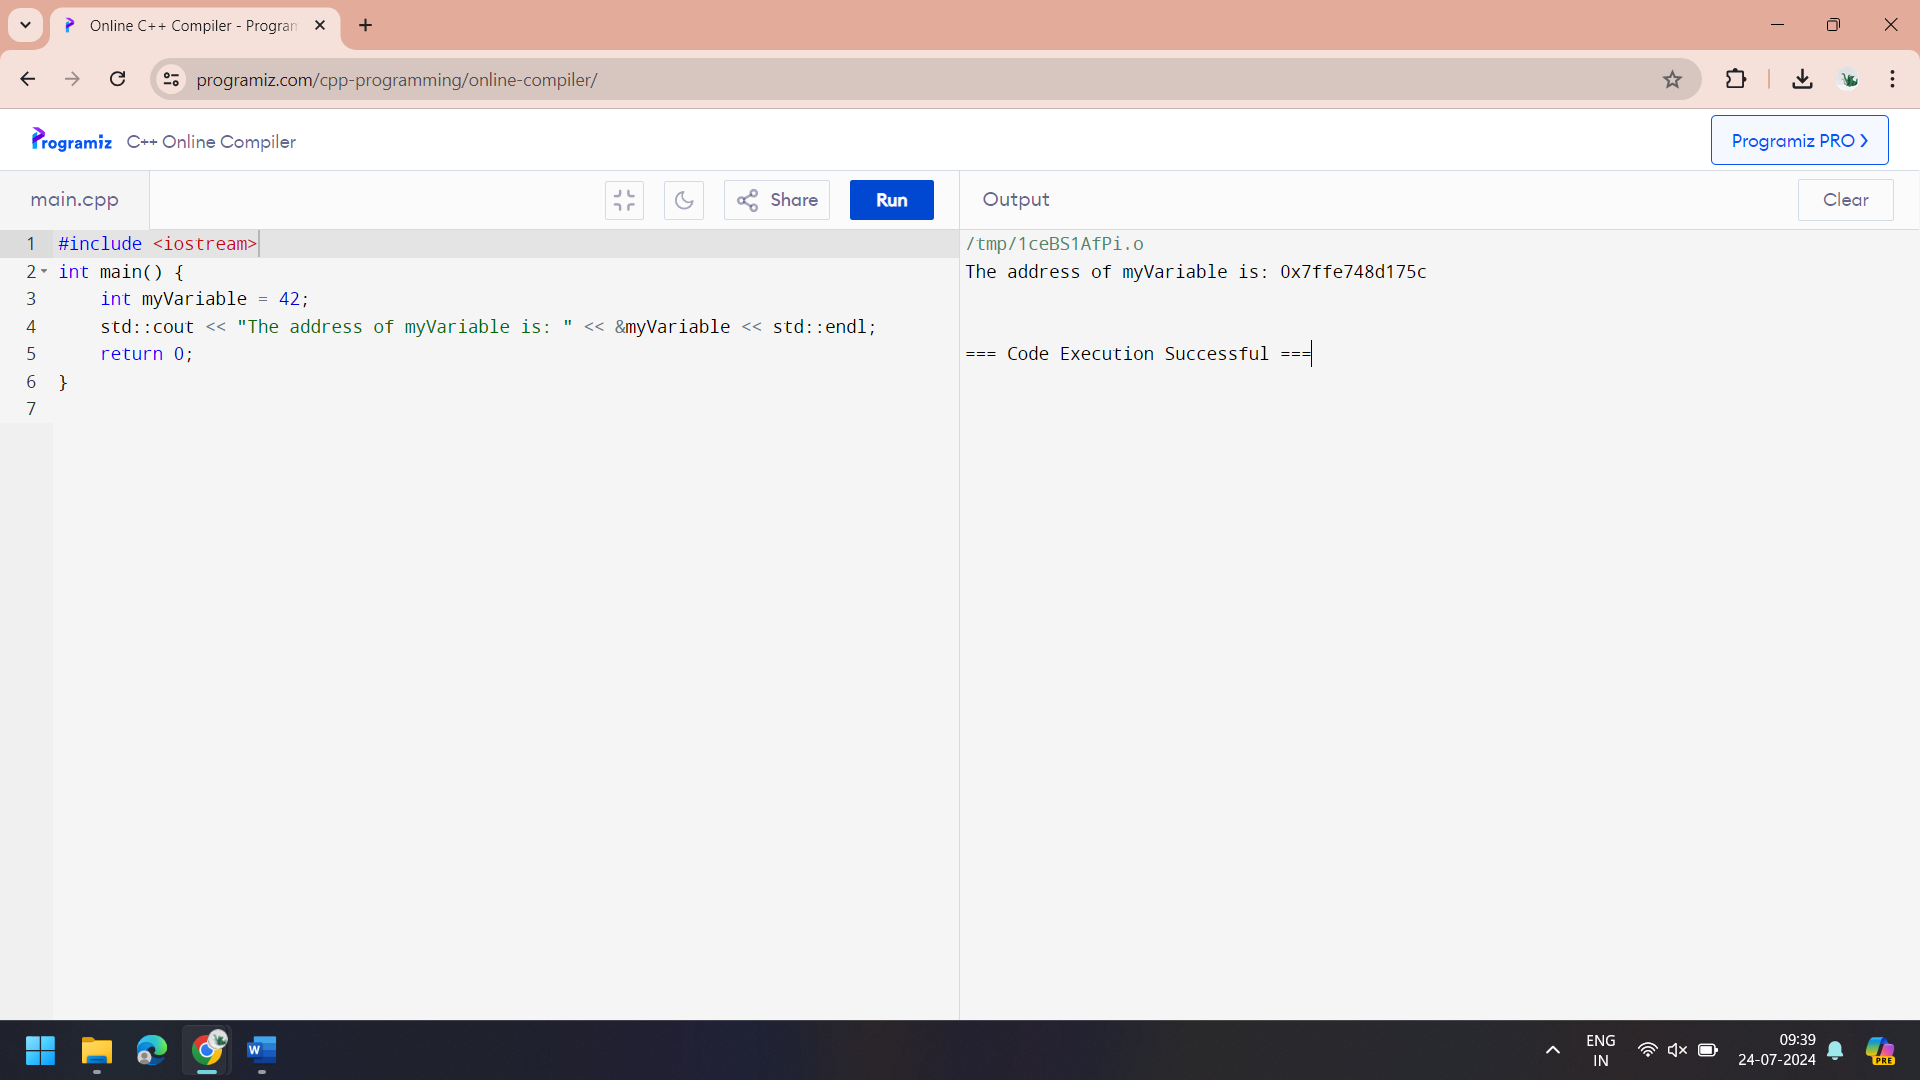 Online C++ Compiler - Program
programiz.com/cpp-programming/online-compiler/
Programiz C++ Online Compiler
Programiz PRO
main.cpp
Share
Run
Output
Clear
1 #include <iostream>
2 int main() {
3     int myVariable = 42;
4     std::cout << "The address of myVariable is: " << &myVariable << std::endl;
5     return 0;
6 }
7
/tmp/1ceBS1AfPi.o
The address of myVariable is: 0x7ffe748d175c
=== Code Execution Successful ===
W
ENG
IN
09:39
24-07-2024
PRE